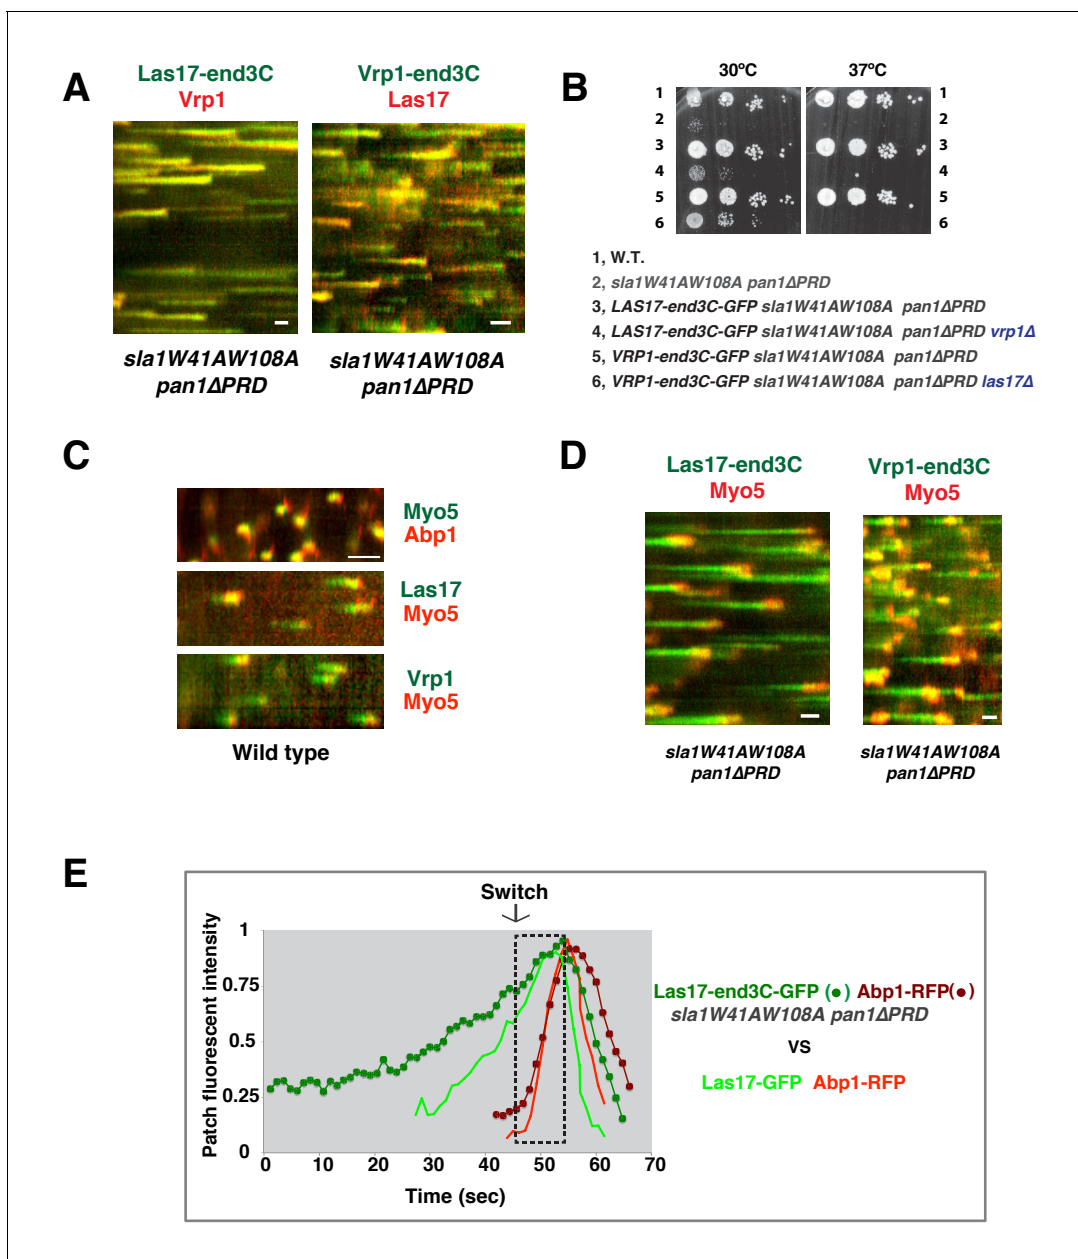 A
Las17-end3C
Vrp1
Vrp1-end3C
Las17
sla1W41AW108A
pan1ΔPRD
sla1W41AW108A
pan1ΔPRD
B
30ºC
37ºC
1
2
3
4
5
6
1
2
3
4
5
6
1, W.T.
2, sla1W41AW108A pan1ΔPRD
3, LAS17-end3C-GFP sla1W41AW108A pan1ΔPRD
4, LAS17-end3C-GFP sla1W41AW108A pan1ΔPRD vrp1Δ
5, VRP1-end3C-GFP sla1W41AW108A pan1ΔPRD
6, VRP1-end3C-GFP sla1W41AW108A pan1ΔPRD las17Δ
C
Myo5
Abp1
Las17
Myo5
Vrp1
Myo5
Wild type
D
Las17-end3C
Myo5
Vrp1-end3C
Myo5
sla1W41AW108A
pan1ΔPRD
sla1W41AW108A
pan1ΔPRD
E
Switch
Patch fluorescent intensity
1
0.75
0.5
0.25
0
0 10 20 30 40 50 60 70
Time (sec)
Las17-end3C-GFP (●) Abp1-RFP(●)
sla1W41AW108A pan1ΔPRD
VS
Las17-GFP Abp1-RFP